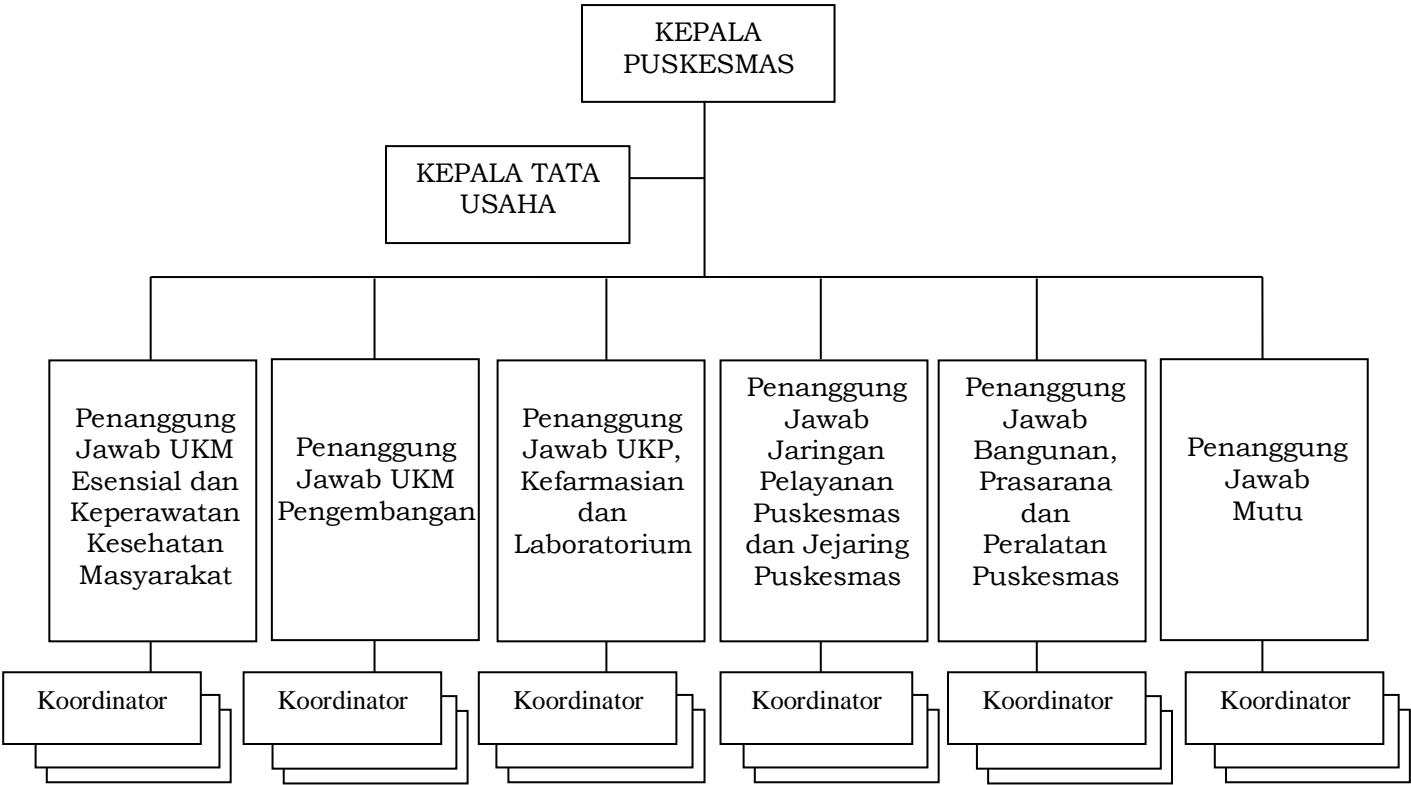 KEPALA
PUSKESMAS
KEPALA TATA
USAHA
Penanggung
Jawab UKM
Esensial dan
Keperawatan
Kesehatan
Masyarakat
Penanggung
Jawab UKM
Pengembangan
Penanggung
Jawab UKP,
Kefarmasian
dan
Laboratorium
Penanggung
Jawab
Jaringan
Pelayanan
Puskesmas
dan Jejaring
Puskesmas
Penanggung
Jawab
Bangunan,
Prasarana
dan
Peralatan
Puskesmas
Penanggung
Jawab
Mutu
Koordinator
Koordinator
Koordinator
Koordinator
Koordinator
Koordinator